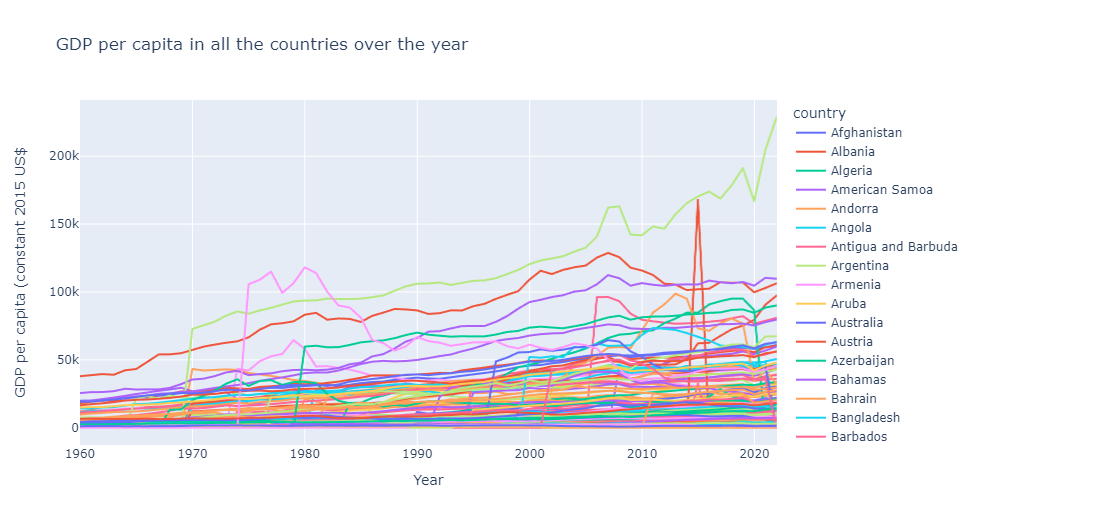 GDP per capita in all the countries over the year
GDP per capita (constant 2015 US$
200k
150k
100k
50k
0
1960
1970
1980
1990
2000
2010
2020
Year
country
Afghanistan
Albania
Algeria
American Samoa
Andorra
Angola
Antigua and Barbuda
Argentina
Armenia
Aruba
Australia
Austria
Azerbaijan
Bahamas
Bahrain
Bangladesh
Barbados